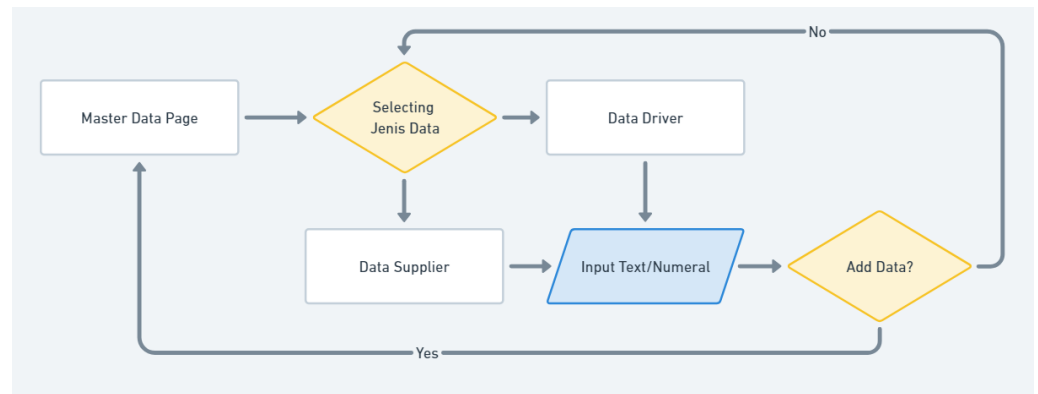 No
Master Data Page
Selecting
Jenis Data
Data Driver
Data Supplier
Input Text/Numeral
Add Data?
Yes